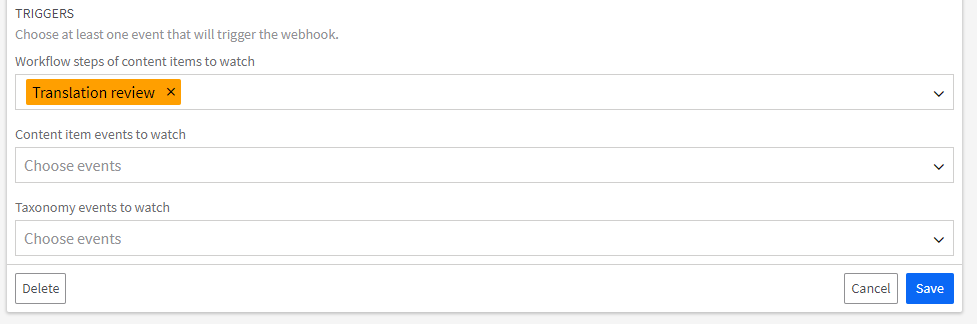 TRIGGERS
Choose at least one event that will trigger the webhook.
Workflow steps of content items to watch
Translation review ×
Content item events to watch
Choose events
Taxonomy events to watch
Choose events
Delete Cancel Save